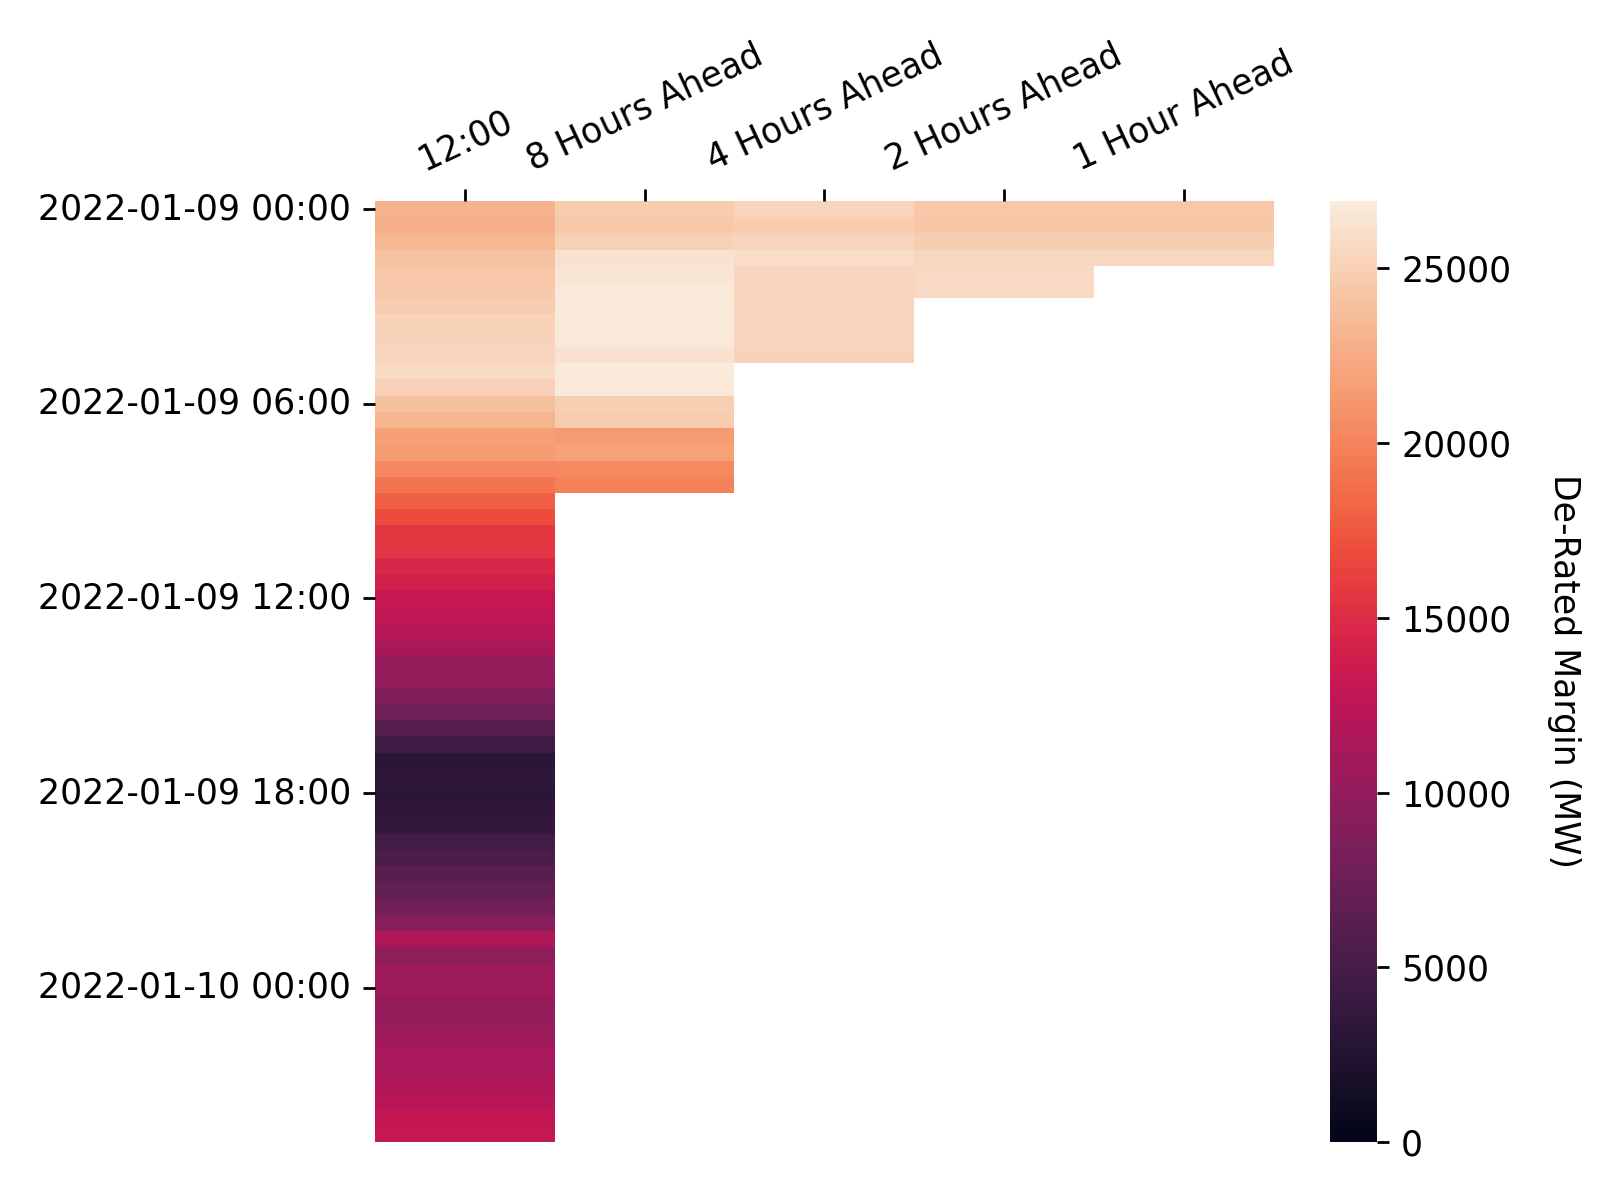 12:00
8 Hours Ahead
4 Hours Ahead
2 Hours Ahead
1 Hour Ahead
2022-01-09 00:00
2022-01-09 06:00
2022-01-09 12:00
2022-01-09 18:00
2022-01-10 00:00
25000
20000
15000
10000
5000
0
De-Rated Margin (MW)